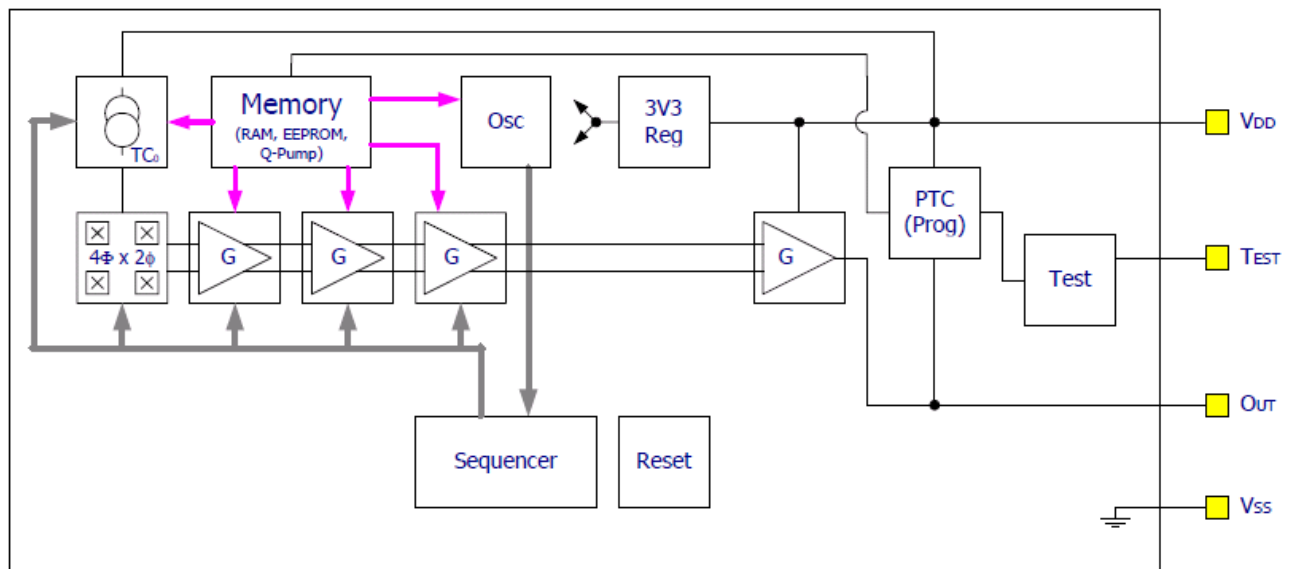 TC₀
Memory
(RAM, EEPROM,
Q-Pump)
Osc
3V3
Reg
VDD
PTC
(Prog)
4Φ x 2ϕ
G
G
G
G
Test
TEST
OUT
Sequencer
Reset
VSS